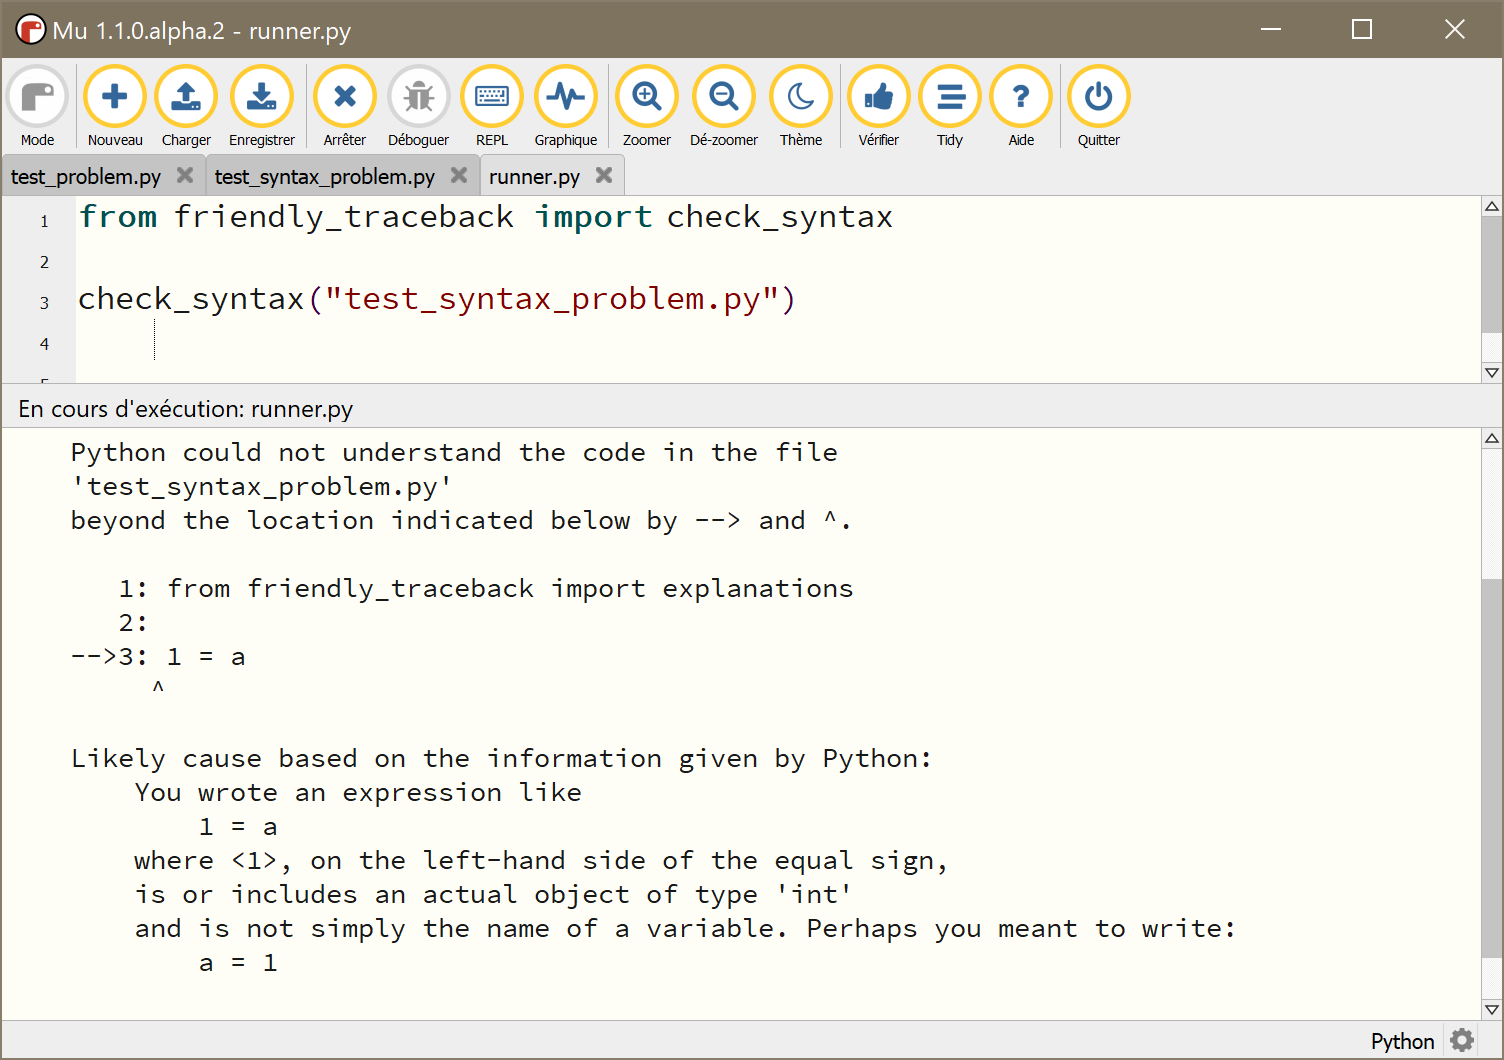 Mu 1.1.0.alpha.2 - runner.py
Mode Nouveau Charger Enregistrer Arrêter Déboguer REPL Graphique Zoomer Dé-zoomer Thème Vérifier Tidy Aide Quitter
test_problem.py test_syntax_problem.py runner.py
1 from friendly_traceback import check_syntax
2
3 check_syntax("test_syntax_problem.py")
4
En cours d'exécution: runner.py
Python could not understand the code in the file
'test_syntax_problem.py'
beyond the location indicated below by --> and ^.
1: from friendly_traceback import explanations
2:
-->3: 1 = a
^
Likely cause based on the information given by Python:
You wrote an expression like
1 = a
where <1>, on the left-hand side of the equal sign,
is or includes an actual object of type 'int'
and is not simply the name of a variable. Perhaps you meant to write:
a = 1
Python